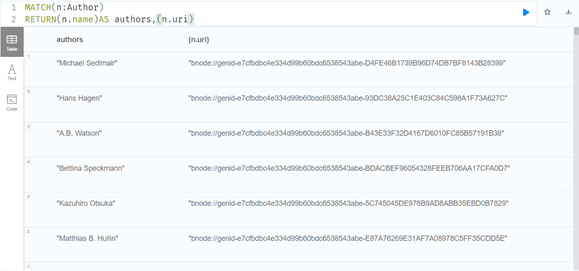 1 MATCH(n:Author)
2 RETURN(n.name)AS authors,(n.uri)
Table
Text
Code
authors (n.uri)
1 "Michael Sedlmair" "bnode://genid-e7cfbdbc4e334d99b60bdc6538543abe-D4FE46B1739B96D74DB7BF8143B28399"
2 "Hans Hagen" "bnode://genid-e7cfbdbc4e334d99b60bdc6538543abe-93DC38A25C1E403C84C598A1F73A627C"
3 "A.B. Watson" "bnode://genid-e7cfbdbc4e334d99b60bdc6538543abe-B43E33F32D4167D6010FC85B57191B38"
4 "Bettina Speckmann" "bnode://genid-e7cfbdbc4e334d99b60bdc6538543abe-BDACBEF96054328FEEB706AA17CFA0D7"
5 "Kazuhiro Otsuka" "bnode://genid-e7cfbdbc4e334d99b60bdc6538543abe-5C745045DE978B9AD8ABB35EBD0B7829"
6 "Matthias B. Hullin" "bnode://genid-e7cfbdbc4e334d99b60bdc6538543abe-E87A76269E31AF7A08978C5FF35CDD5E"